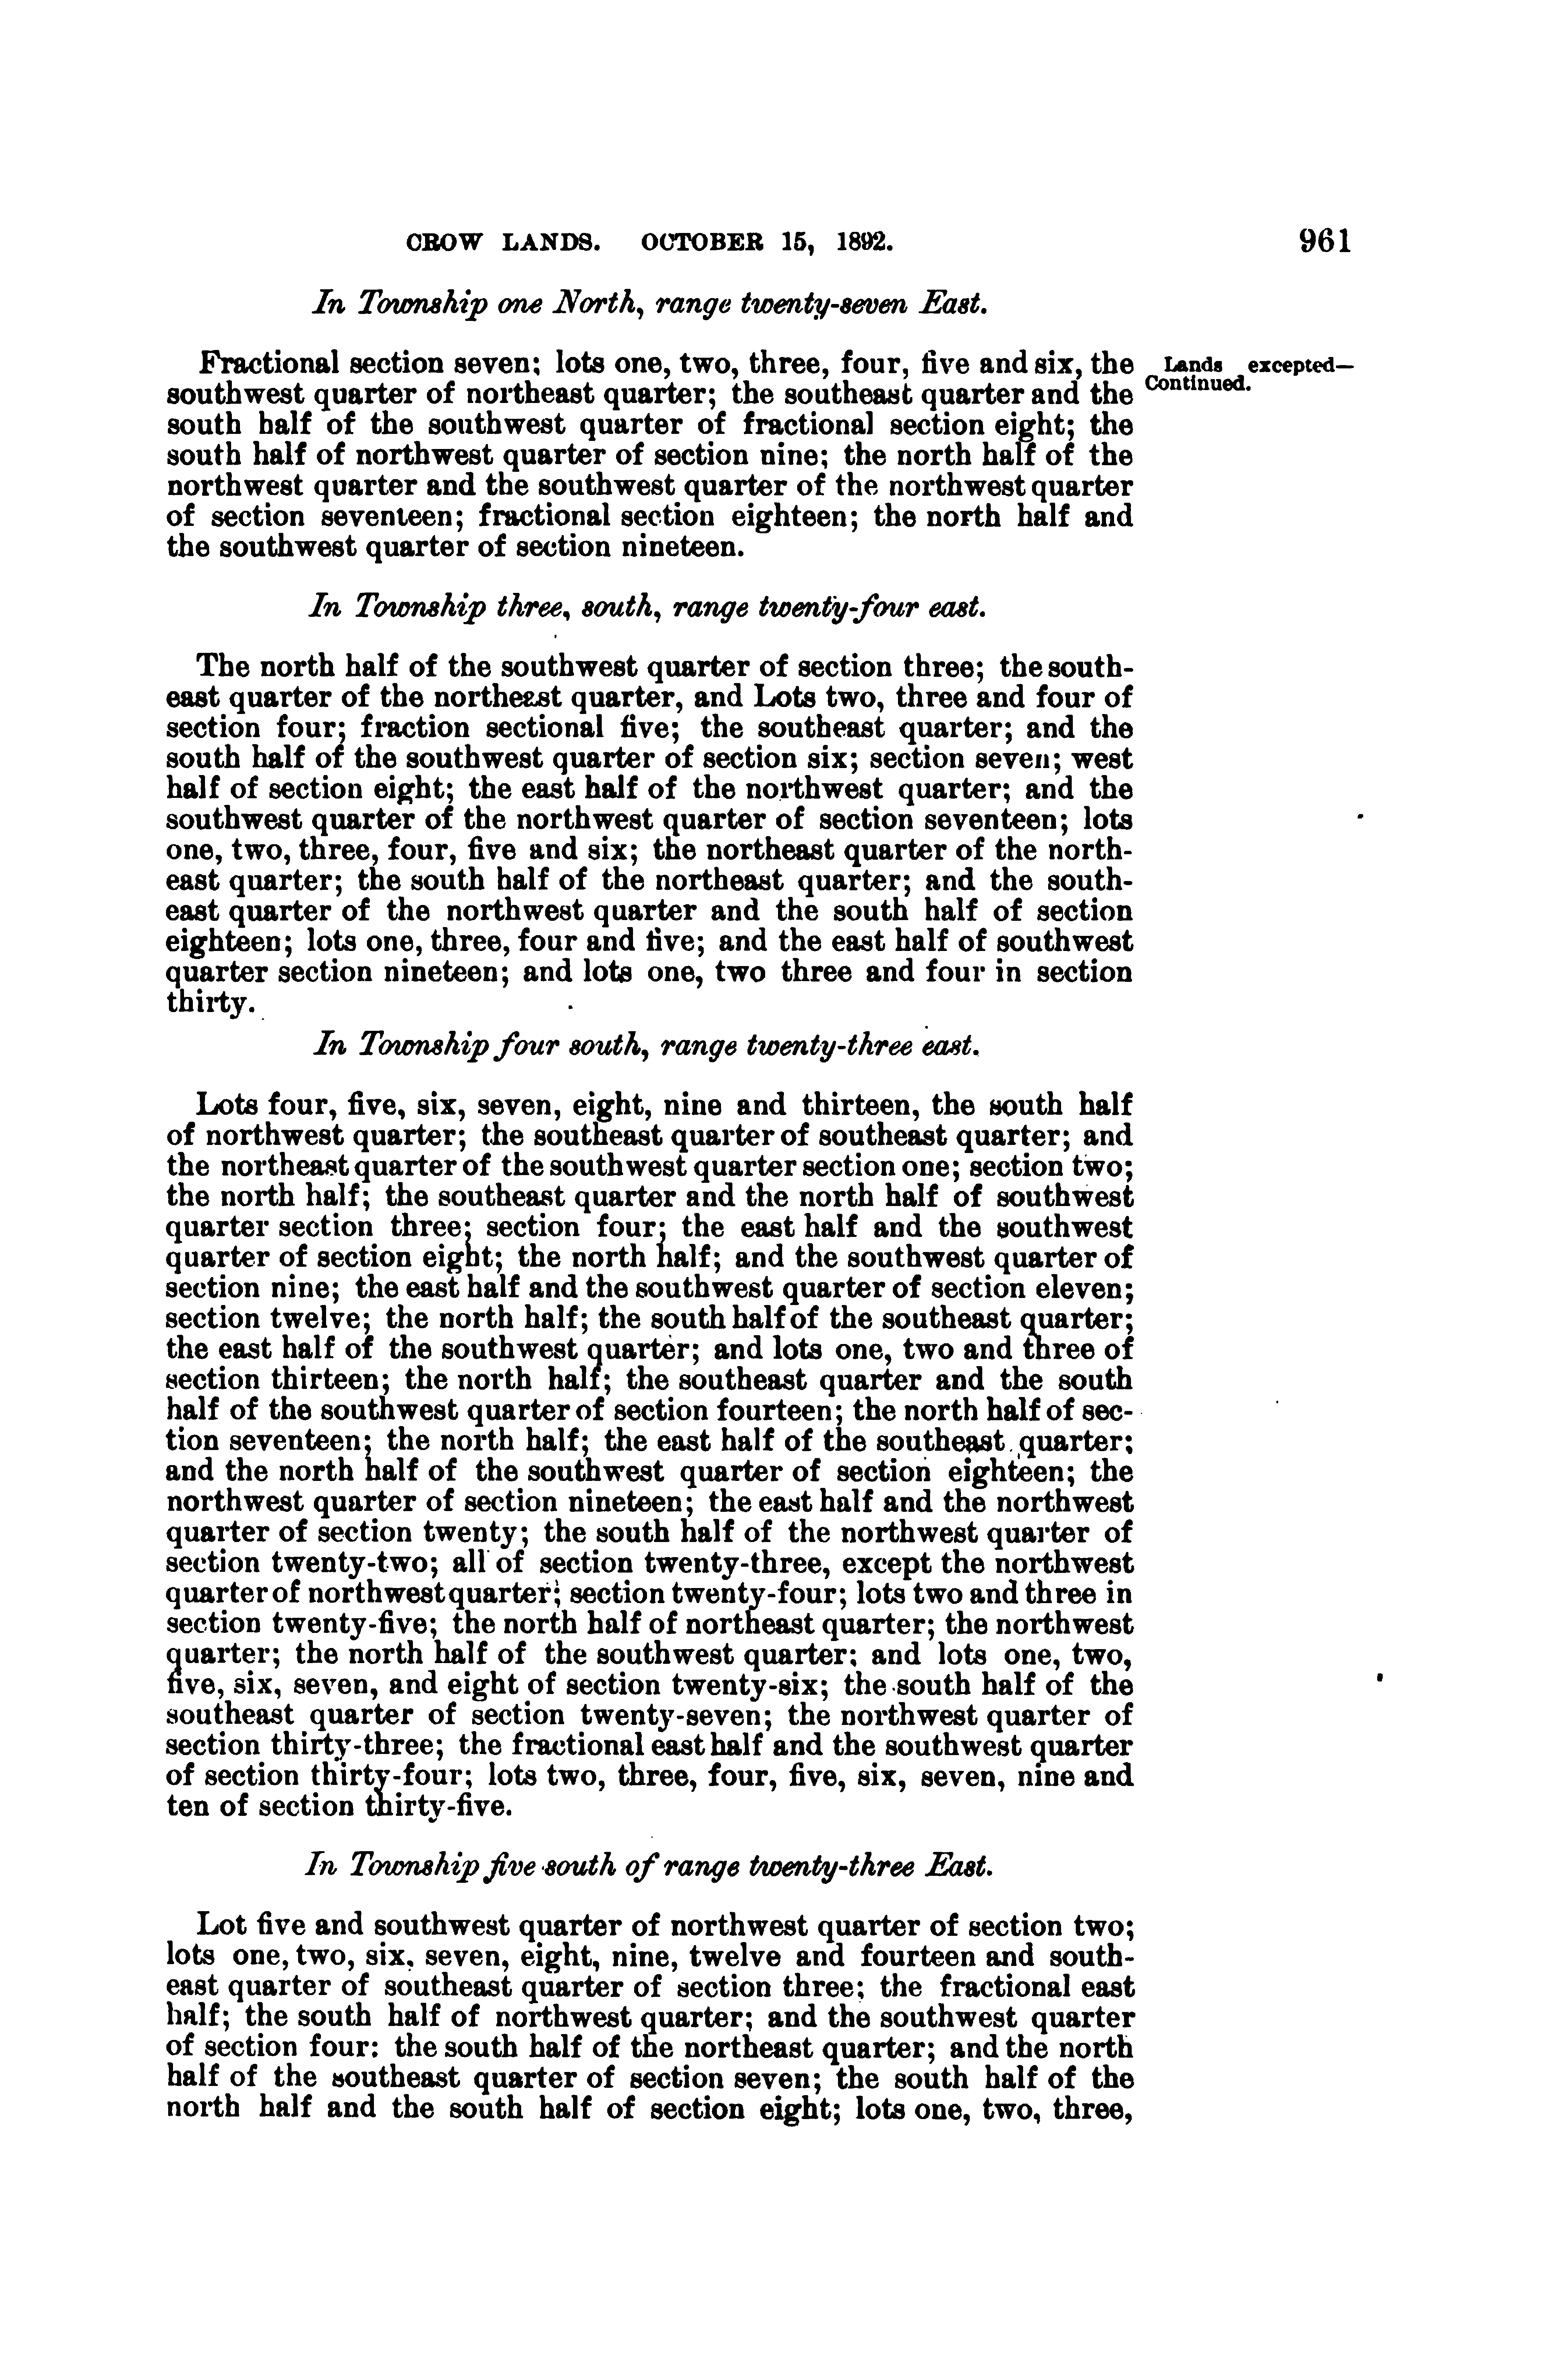 CROW LANDS. OCTOBER 15, 1892. 961
In Township one North, range twenty-seven East.
Fractional section seven; lots one, two, three, four, five and six, the
southwest quarter of northeast quarter; the southeast quarter and the
south half of the southwest quarter of fractional section eight; the
south half of northwest quarter of section nine; the north half of the
northwest quarter and the southwest quarter of the northwest quarter
of section seventeen; fractional section eighteen; the north half and
the southwest quarter of section nineteen.
Lands excepted—
Continued.
In Township three, south, range twenty-four east.
The north half of the southwest quarter of section three; the south-
east quarter of the northeast quarter, and Lots two, three and four of
section four; fraction sectional five; the southeast quarter; and the
south half of the southwest quarter of section six; section seven; west
half of section eight; the east half of the northwest quarter; and the
southwest quarter of the northwest quarter of section seventeen; lots
one, two, three, four, five and six; the northeast quarter of the north-
east quarter; the south half of the northeast quarter; and the south-
east quarter of the northwest quarter and the south half of section
eighteen; lots one, three, four and five; and the east half of southwest
quarter section nineteen; and lots one, two three and four in section
thirty.
In Township four south, range twenty-three east.
Lots four, five, six, seven, eight, nine and thirteen, the south half
of northwest quarter; the southeast quarter of southeast quarter; and
the northeast quarter of the southwest quarter section one; section two;
the north half; the southeast quarter and the north half of southwest
quarter section three; section four; the east half and the southwest
quarter of section eight; the north half; and the southwest quarter of
section nine; the east half and the southwest quarter of section eleven;
section twelve; the north half; the south half of the southeast quarter;
the east half of the southwest quarter; and lots one, two and three of
section thirteen; the north half; the southeast quarter and the south
half of the southwest quarter of section fourteen; the north half of sec-
tion seventeen; the north half; the east half of the southeast quarter;
and the north half of the southwest quarter of section eighteen; the
northwest quarter of section nineteen; the east half and the northwest
quarter of section twenty; the south half of the northwest quarter of
section twenty-two; all of section twenty-three, except the northwest
quarter of northwest quarter; section twenty-four; lots two and three in
section twenty-five; the north half of northeast quarter; the northwest
quarter; the north half of the southwest quarter; and lots one, two,
five, six, seven, and eight of section twenty-six; the south half of the
southeast quarter of section twenty-seven; the northwest quarter of
section thirty-three; the fractional east half and the southwest quarter
of section thirty-four; lots two, three, four, five, six, seven, nine and
ten of section thirty-five.
In Township five south of range twenty-three East.
Lot five and southwest quarter of northwest quarter of section two;
lots one, two, six, seven, eight, nine, twelve and fourteen and south-
east quarter of southeast quarter of section three; the fractional east
half; the south half of northwest quarter; and the southwest quarter
of section four: the south half of the northeast quarter; and the north
half of the southeast quarter of section seven; the south half of the
north half and the south half of section eight; lots one, two, three,